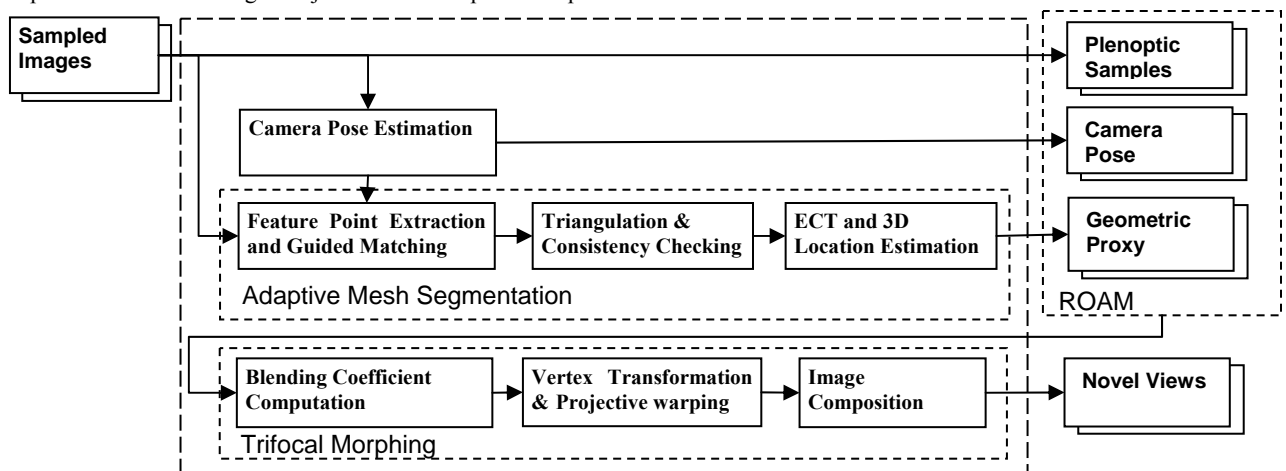 Sampled
Images
Plenoptic
Samples
Camera Pose Estimation
Camera
Pose
Feature Point Extraction
and Guided Matching
Triangulation &
Consistency Checking
ECT and 3D
Location Estimation
Geometric
Proxy
Adaptive Mesh Segmentation
ROAM
Blending Coefficient
Computation
Vertex Transformation
& Projective warping
Image
Composition
Novel Views
Trifocal Morphing